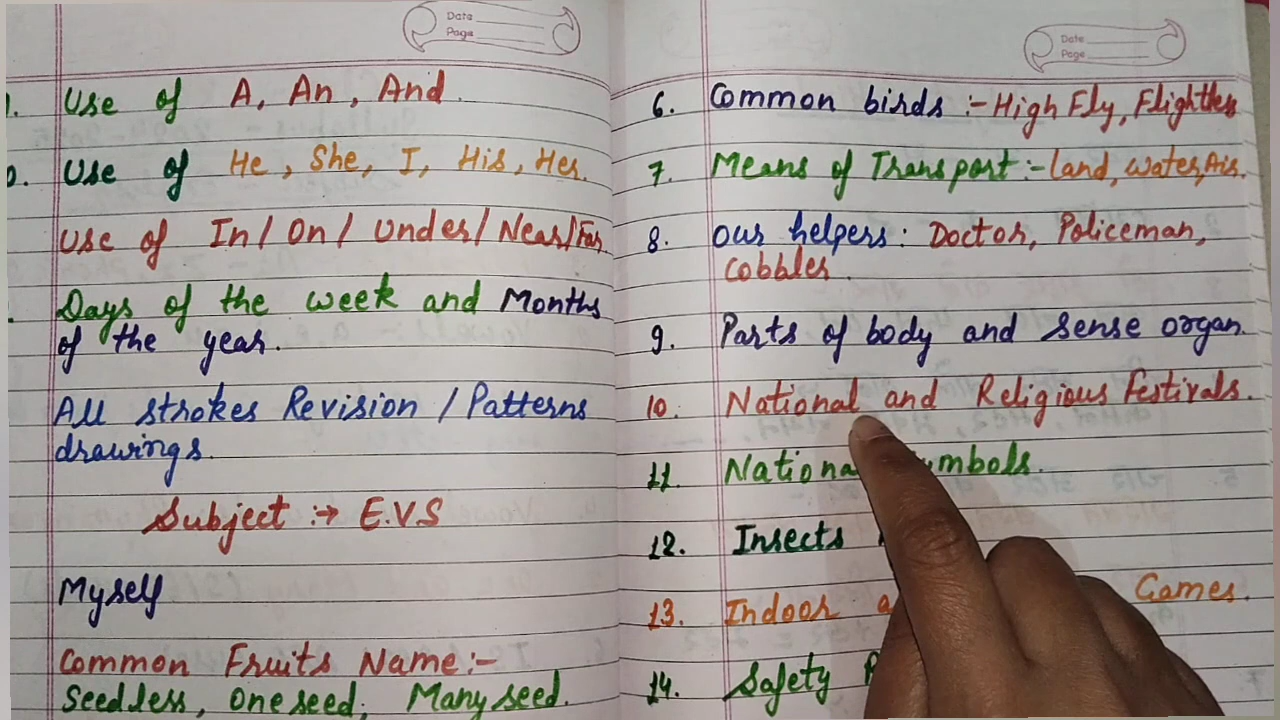 Date
Page
Use of A, An, And.
Use of He, She, I, His, Her.
Use of In/On/Under/Near/Far
Days of the week and Months
of the year.
All strokes Revision / Patterns
drawings.
Subject :→ E.V.S
Myself
Common Fruits Name:-
Seedless, One seed, Many seed.
Date
Page
6. Common birds :- High Fly, Flightless
7. Means of Transport:- land, water, Air.
8. Our helpers: Doctor, Policeman,
Cobbler.
9. Parts of body and sense organ.
10. National and Religious Festivals.
11. National Symbols.
12. Insects
13. Indoor Games.
14. Safety